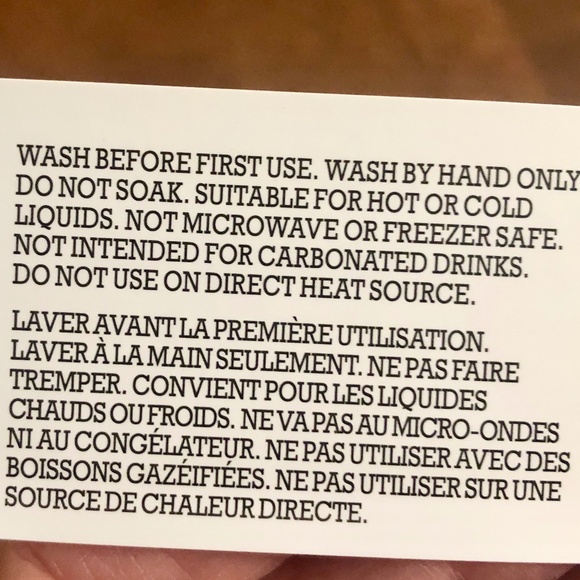 WASH BEFORE FIRST USE. WASH BY HAND ONLY
DO NOT SOAK. SUITABLE FOR HOT OR COLD
LIQUIDS. NOT MICROWAVE OR FREEZER SAFE.
NOT INTENDED FOR CARBONATED DRINKS.
DO NOT USE ON DIRECT HEAT SOURCE.
LAVER AVANT LA PREMIÈRE UTILISATION.
LAVER À LA MAIN SEULEMENT. NE PAS FAIRE
TREMPER. CONVIENT POUR LES LIQUIDES
CHAUDS OU FROIDS. NE VA PAS AU MICRO-ONDES
NI AU CONGÉLATEUR. NE PAS UTILISER AVEC DES
BOISSONS GAZÉIFIÉES. NE PAS UTILISER SUR UNE
SOURCE DE CHALEUR DIRECTE.